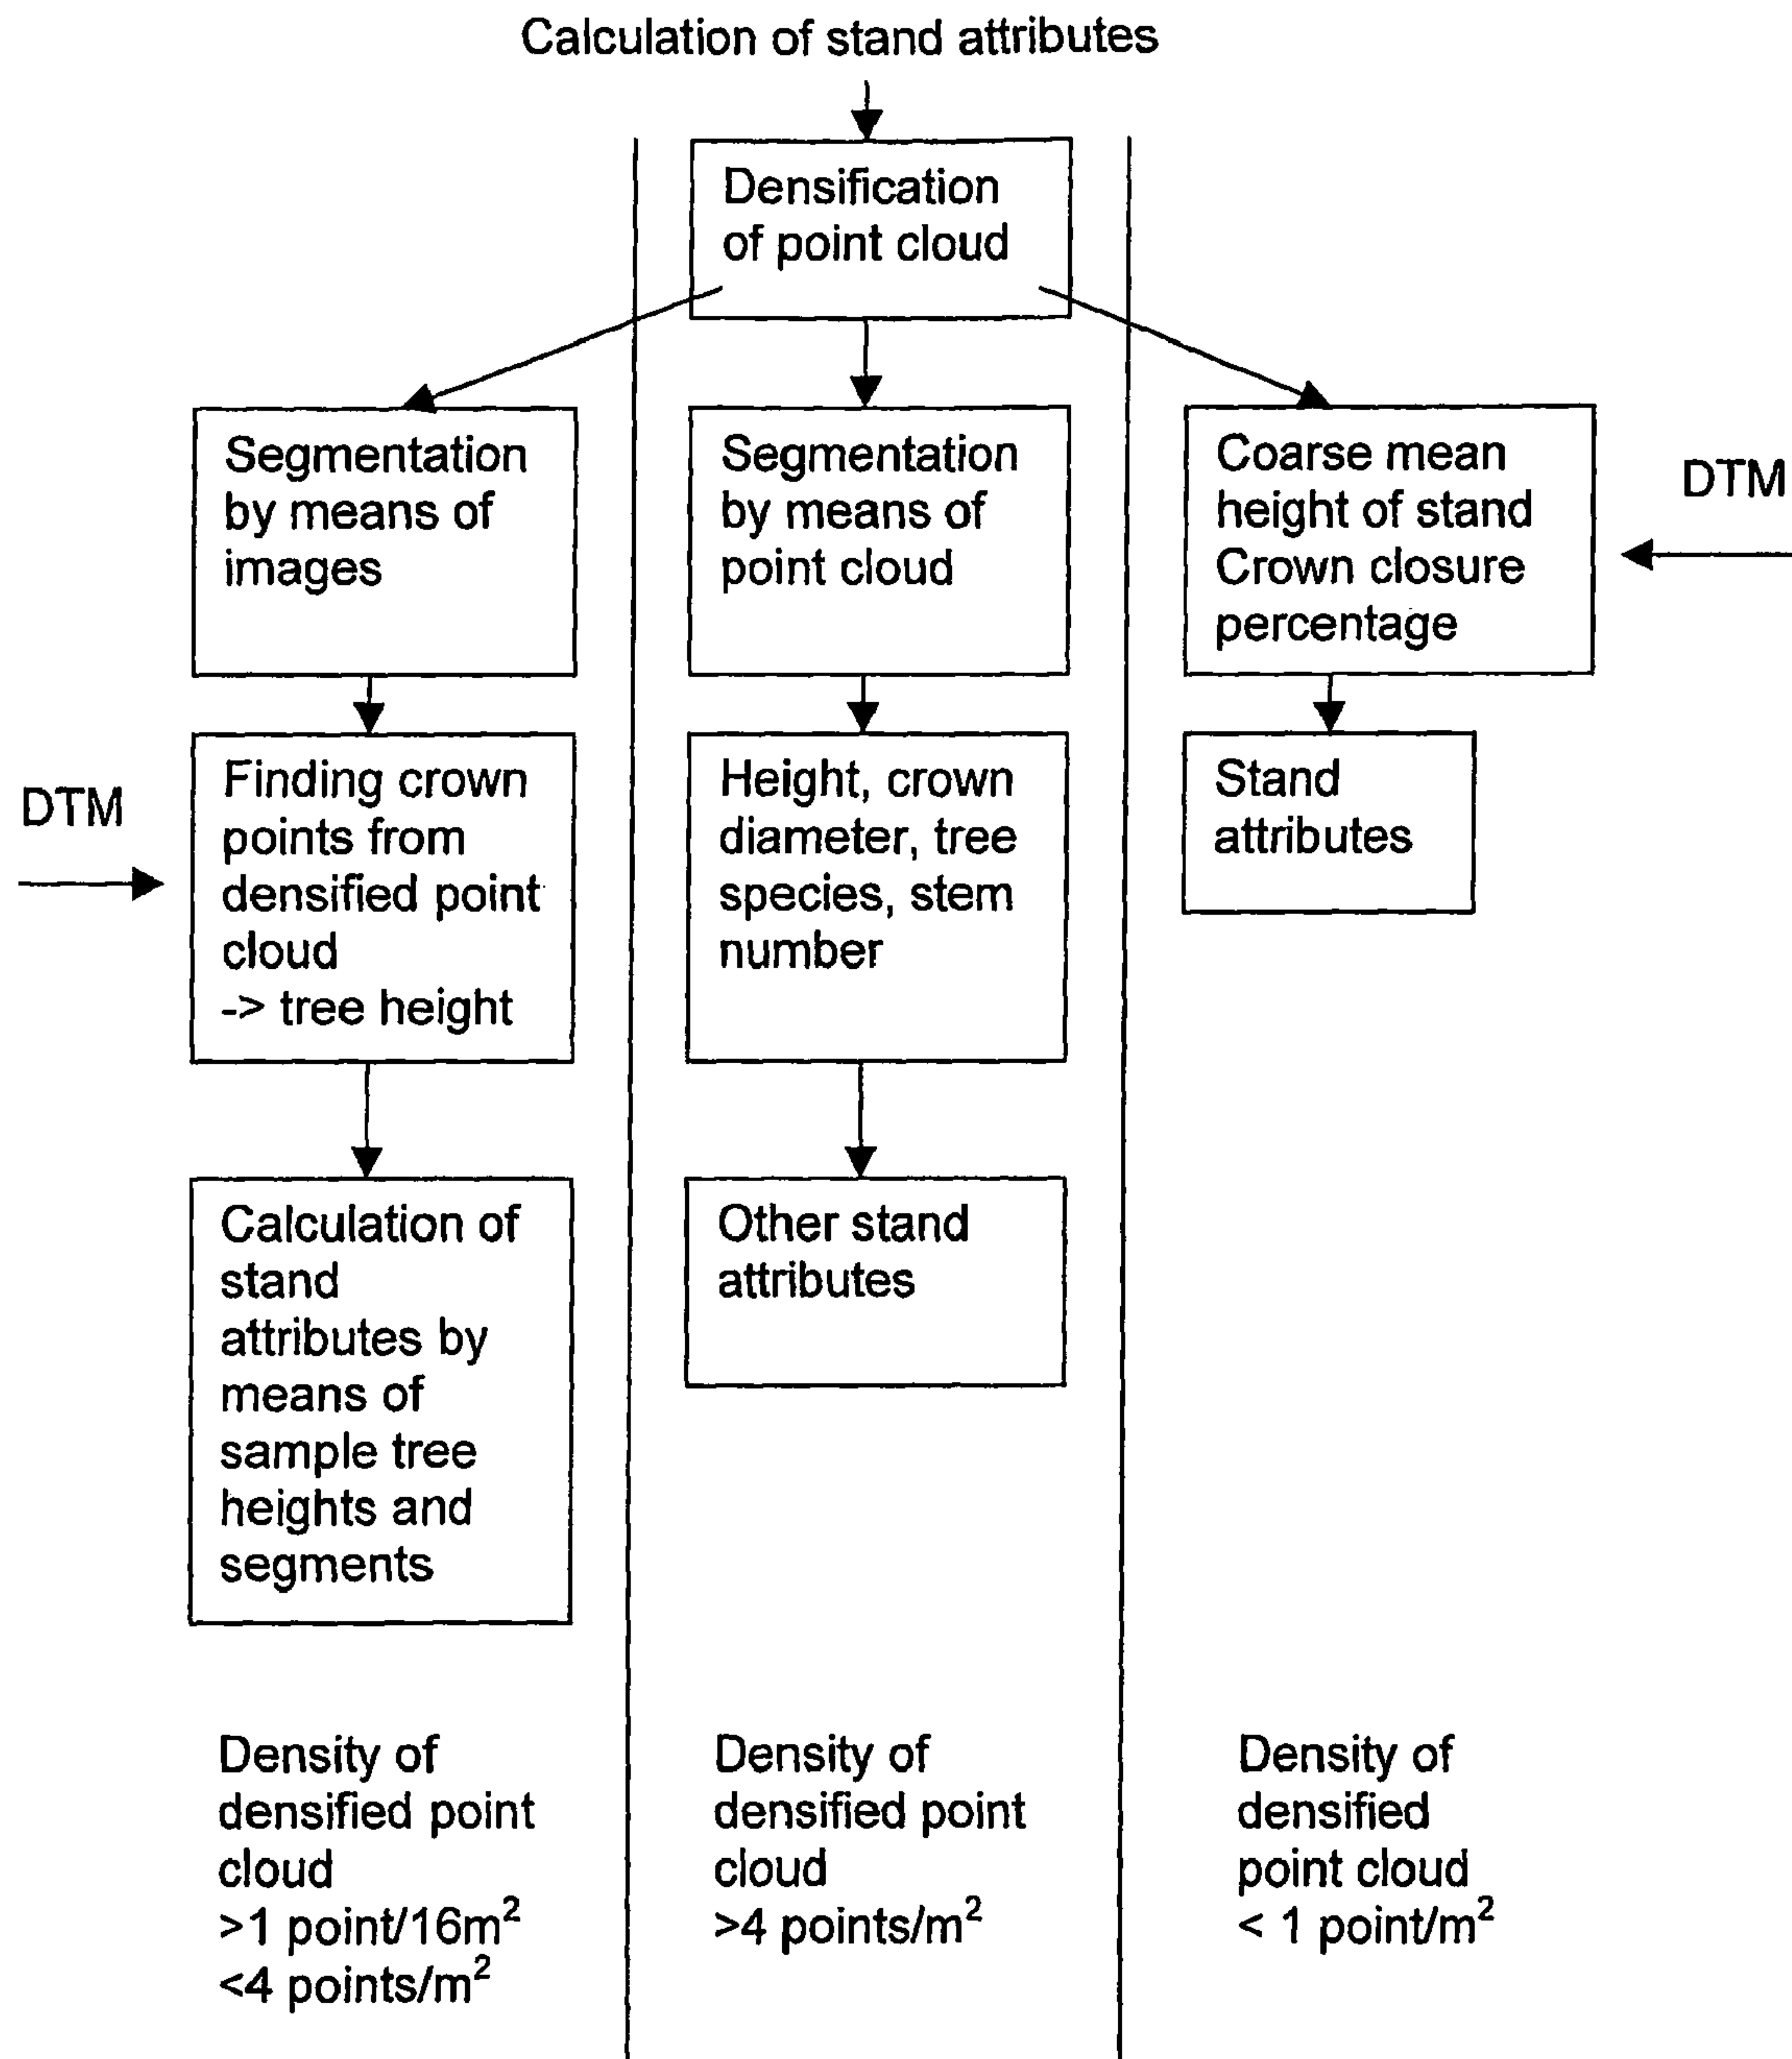 Calculation of stand attributes
Densification
of point cloud
Segmentation
by means of
images
Segmentation
by means of
point cloud
Coarse mean
height of stand
Crown closure
percentage
DTM
DTM
Finding crown
points from
densified point
cloud
-> tree height
Height, crown
diameter, tree
species, stem
number
Stand
attributes
Calculation of
stand
attributes by
means of
sample tree
heights and
segments
Other stand
attributes
Density of
densified point
cloud
>1 point/16m²
<4 points/m²
Density of
densified point
cloud
>4 points/m²
Density of
densified
point cloud
< 1 point/m²